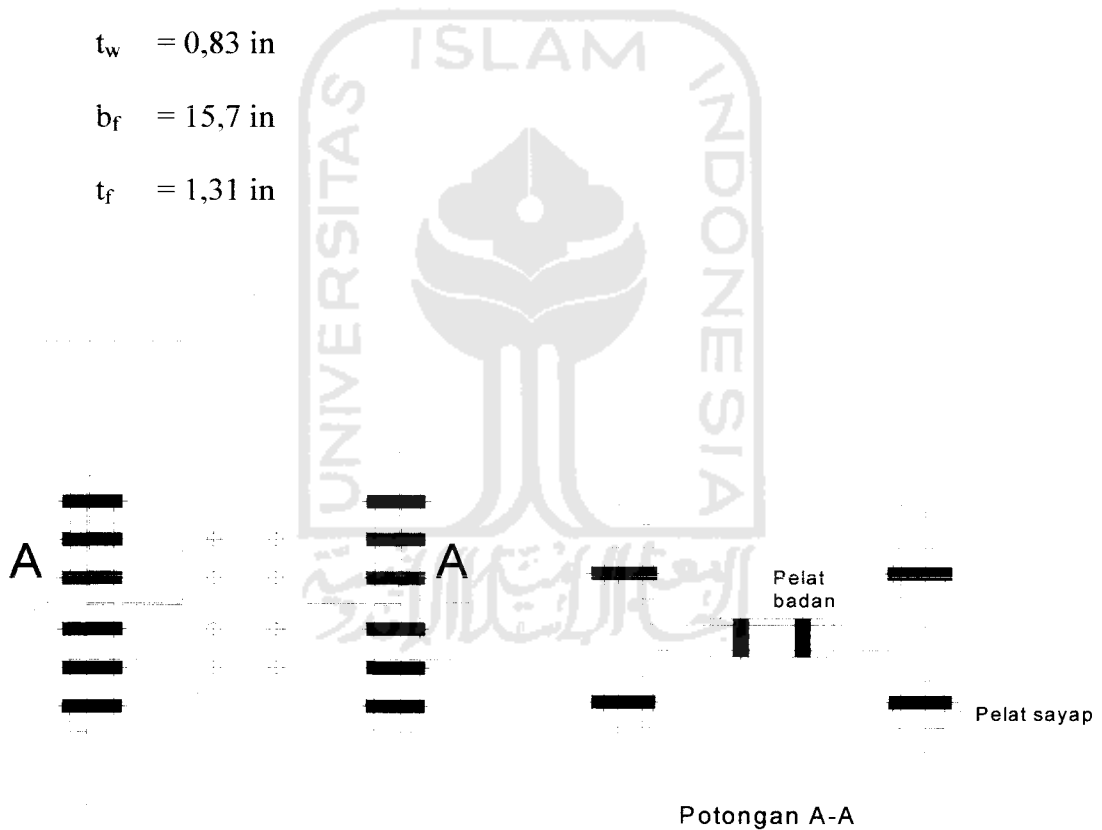 t_w = 0,83 in
b_f = 15,7 in
t_f = 1,31 in
UNIVERSITAS
ISLAM
INDONESIA
A
A
Pelat
badan
Pelat sayap
Potongan A-A